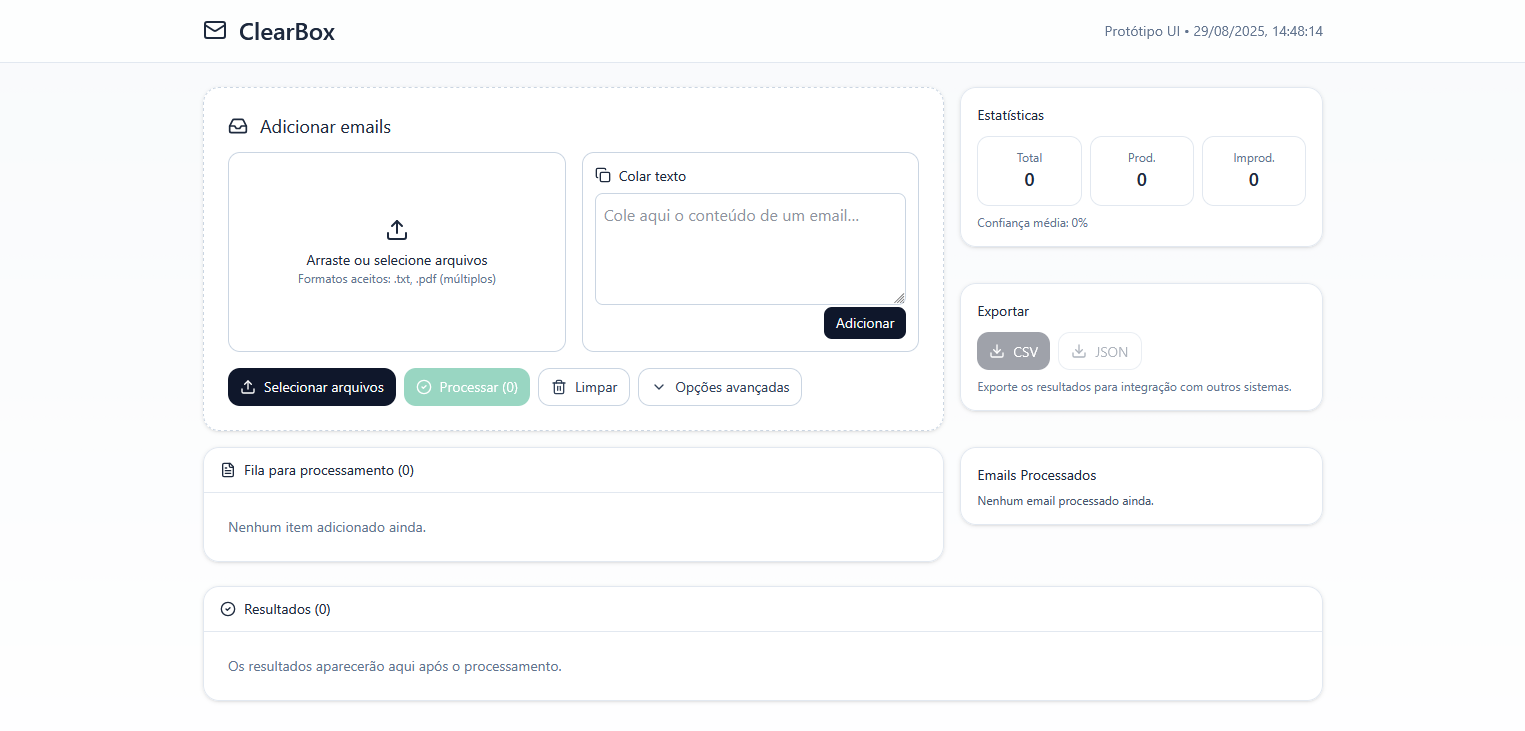 ClearBox
Protótipo UI • 29/08/2025, 14:48:14
Adicionar emails
Arraste ou selecione arquivos
Formatos aceitos: .txt, .pdf (múltiplos)
Colar texto
Cole aqui o conteúdo de um email...
Adicionar
Selecionar arquivos
Processar (0)
Limpar
Opções avançadas
Estatísticas
Total
0
Prod.
0
Improd.
0
Confiança média: 0%
Exportar
CSV
JSON
Exporte os resultados para integração com outros sistemas.
Fila para processamento (0)
Nenhum item adicionado ainda.
Emails Processados
Nenhum email processado ainda.
Resultados (0)
Os resultados aparecerão aqui após o processamento.